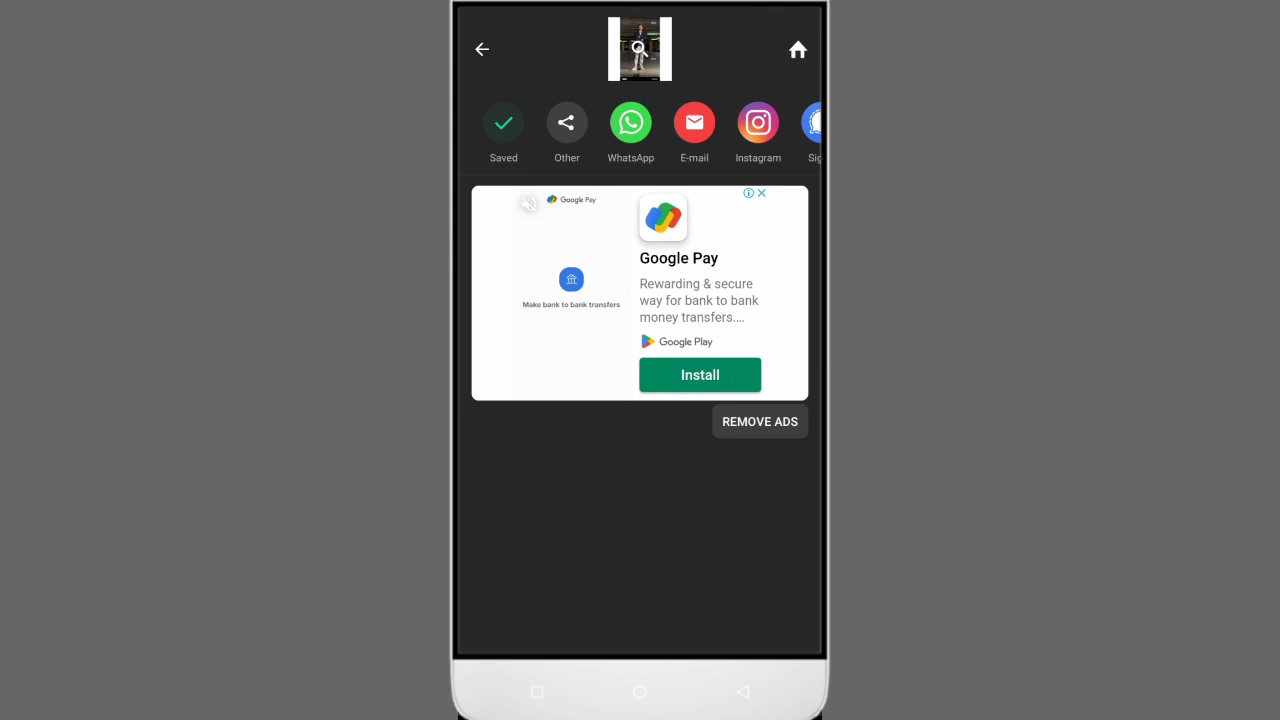 Saved
Other
WhatsApp
E-mail
Instagram
Sig
Google Pay
Make bank to bank transfers
Google Pay
Rewarding & secure
way for bank to bank
money transfers....
Google Play
Install
REMOVE ADS